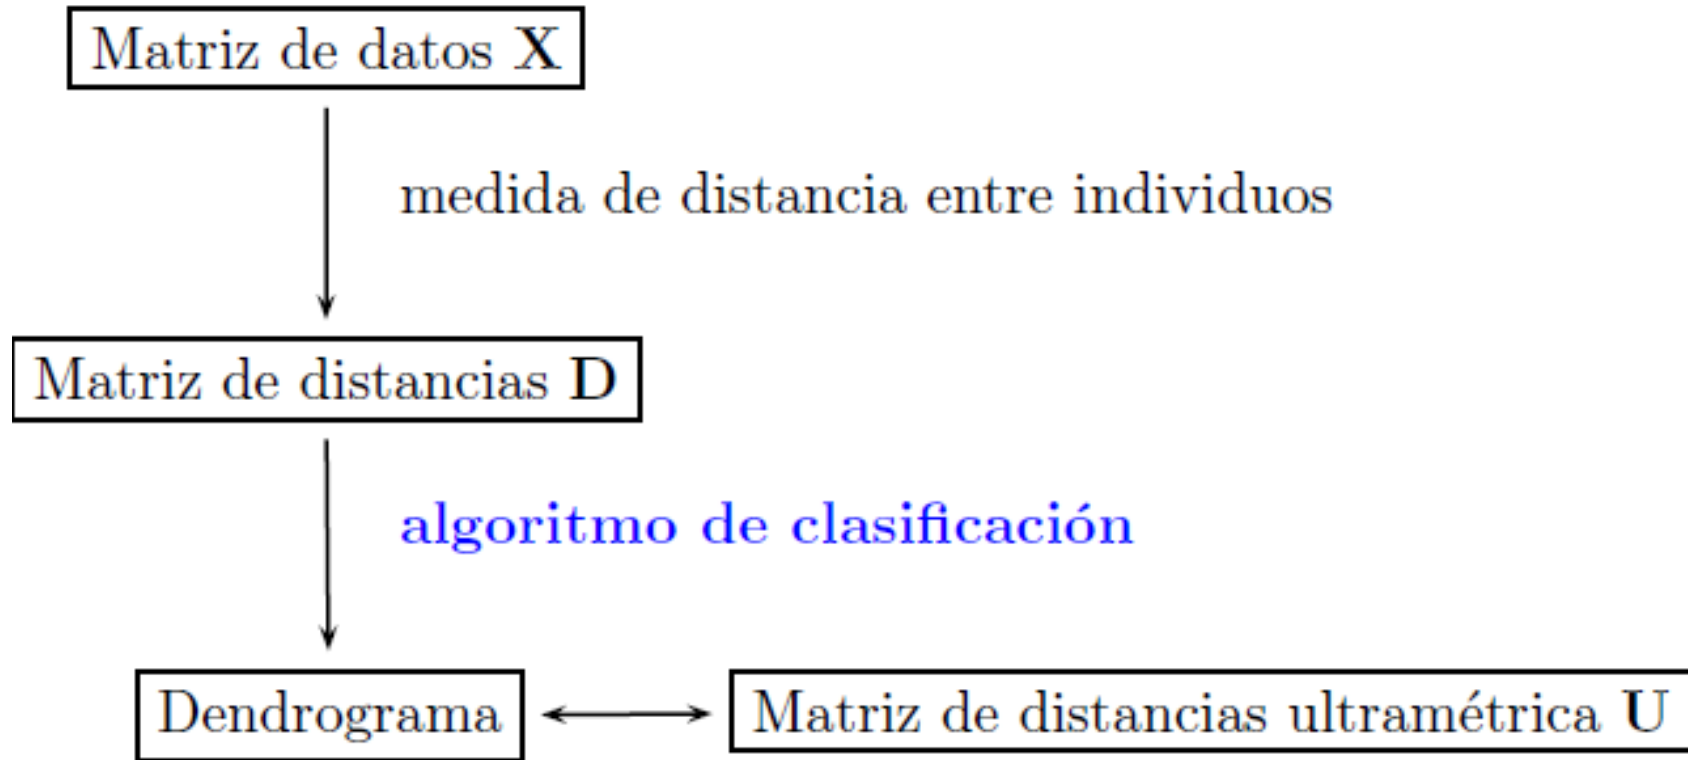 Matriz de datos X
medida de distancia entre individuos
Matriz de distancias D
algoritmo de clasificación
Dendrograma
Matriz de distancias ultramétrica U